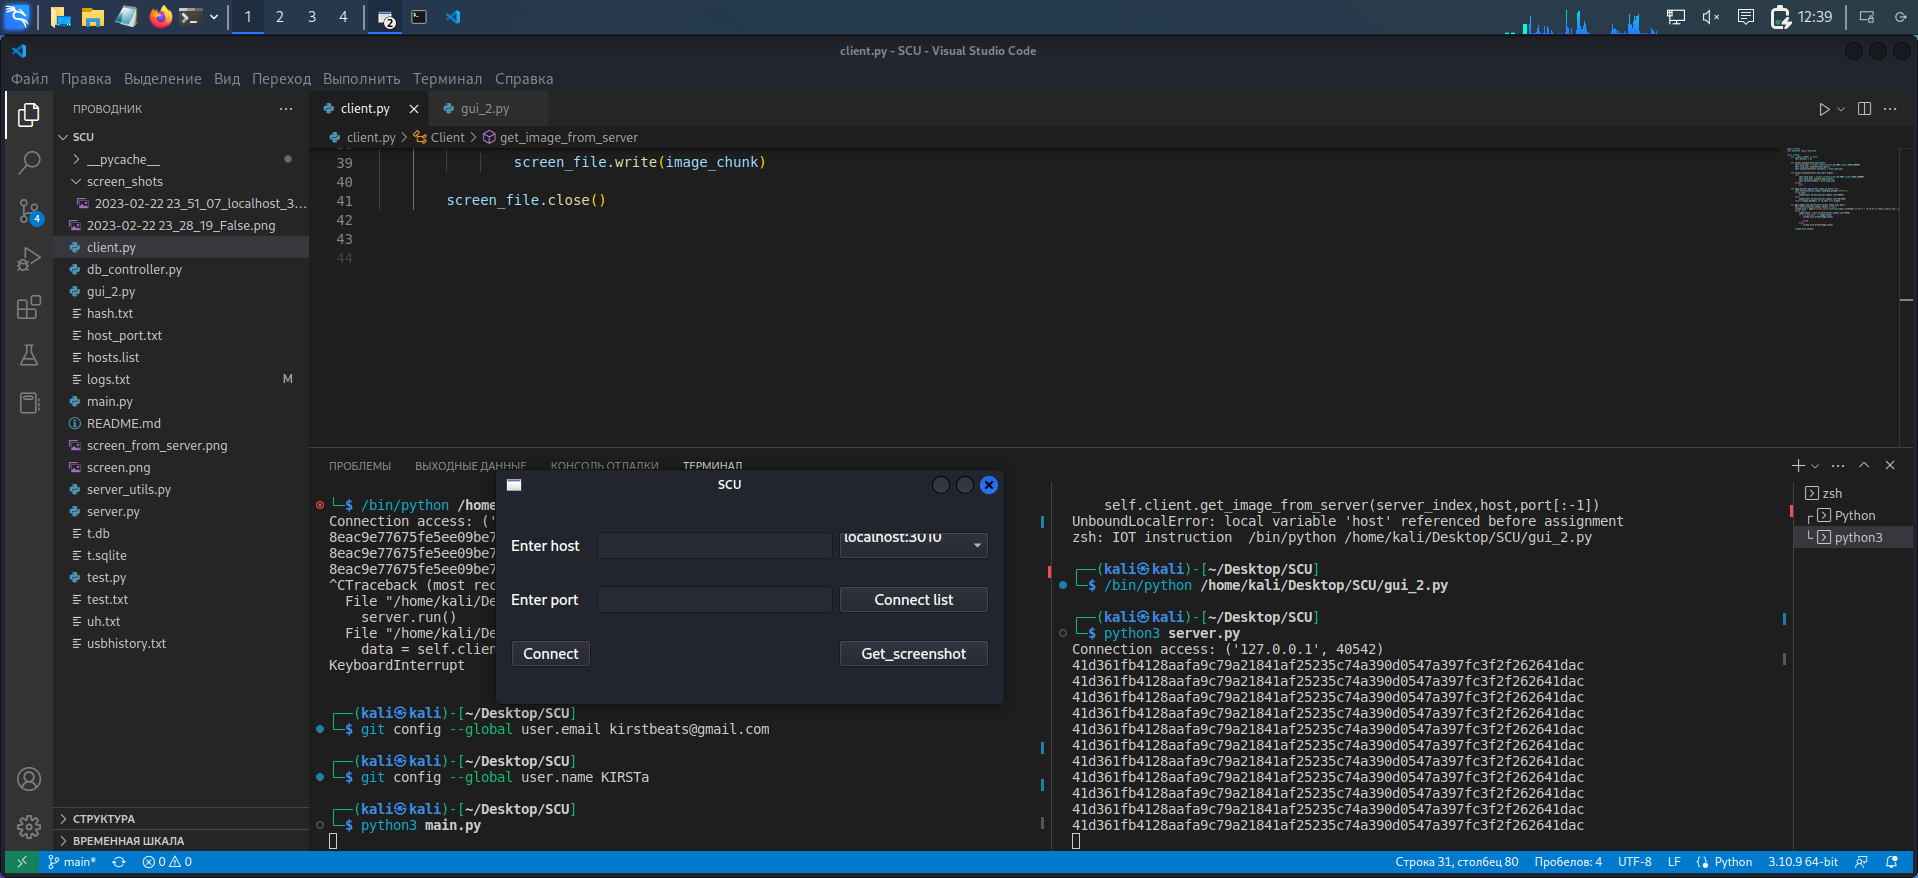 1 2 3 4 2 12:39
client.py - SCU - Visual Studio Code
Файл Правка Выделение Вид Переход Выполнить Терминал Справка
ПРОВОДНИК
SCU
__pycache__
screen_shots
2023-02-22 23_51_07_localhost_3...
2023-02-22 23_28_19_False.png
client.py
db_controller.py
gui_2.py
hash.txt
host_port.txt
hosts.list
logs.txt M
main.py
README.md
screen_from_server.png
screen.png
server_utils.py
server.py
t.db
t.sqlite
test.py
test.txt
uh.txt
usbhistory.txt
4
СТРУКТУРА
ВРЕМЕННАЯ ШКАЛА
client.py gui_2.py
client.py > Client > get_image_from_server
39 screen_file.write(image_chunk)
40
41 screen_file.close()
42
43
44
ПРОБЛЕМЫ ВЫХОДНЫЕ ДАННЫЕ КОНСОЛЬ ОТЛАДКИ ТЕРМИНАЛ
└─$ /bin/python /home
Connection access: ('
8eac9e77675fe5ee09be7
8eac9e77675fe5ee09be7
8eac9e77675fe5ee09be7
^CTraceback (most rec
File "/home/kali/De
server.run()
File "/home/kali/De
data = self.clien
KeyboardInterrupt
┌──(kali㉿kali)-[~/Desktop/SCU]
└─$ git config --global user.email kirstbeats@gmail.com
┌──(kali㉿kali)-[~/Desktop/SCU]
└─$ git config --global user.name KIRSTa
┌──(kali㉿kali)-[~/Desktop/SCU]
└─$ python3 main.py
SCU
Enter host localhost:3010
Enter port Connect list
Connect Get_screenshot
self.client.get_image_from_server(server_index,host,port[:-1])
UnboundLocalError: local variable 'host' referenced before assignment
zsh: IOT instruction /bin/python /home/kali/Desktop/SCU/gui_2.py
┌──(kali㉿kali)-[~/Desktop/SCU]
└─$ /bin/python /home/kali/Desktop/SCU/gui_2.py
┌──(kali㉿kali)-[~/Desktop/SCU]
└─$ python3 server.py
Connection access: ('127.0.0.1', 40542)
41d361fb4128aafa9c79a21841af25235c74a390d0547a397fc3f2f262641dac
41d361fb4128aafa9c79a21841af25235c74a390d0547a397fc3f2f262641dac
41d361fb4128aafa9c79a21841af25235c74a390d0547a397fc3f2f262641dac
41d361fb4128aafa9c79a21841af25235c74a390d0547a397fc3f2f262641dac
41d361fb4128aafa9c79a21841af25235c74a390d0547a397fc3f2f262641dac
41d361fb4128aafa9c79a21841af25235c74a390d0547a397fc3f2f262641dac
41d361fb4128aafa9c79a21841af25235c74a390d0547a397fc3f2f262641dac
41d361fb4128aafa9c79a21841af25235c74a390d0547a397fc3f2f262641dac
41d361fb4128aafa9c79a21841af25235c74a390d0547a397fc3f2f262641dac
41d361fb4128aafa9c79a21841af25235c74a390d0547a397fc3f2f262641dac
41d361fb4128aafa9c79a21841af25235c74a390d0547a397fc3f2f262641dac
zsh
Python
python3
main* 0 0 Строка 31, столбец 80 Пробелов: 4 UTF-8 LF Python 3.10.9 64-bit